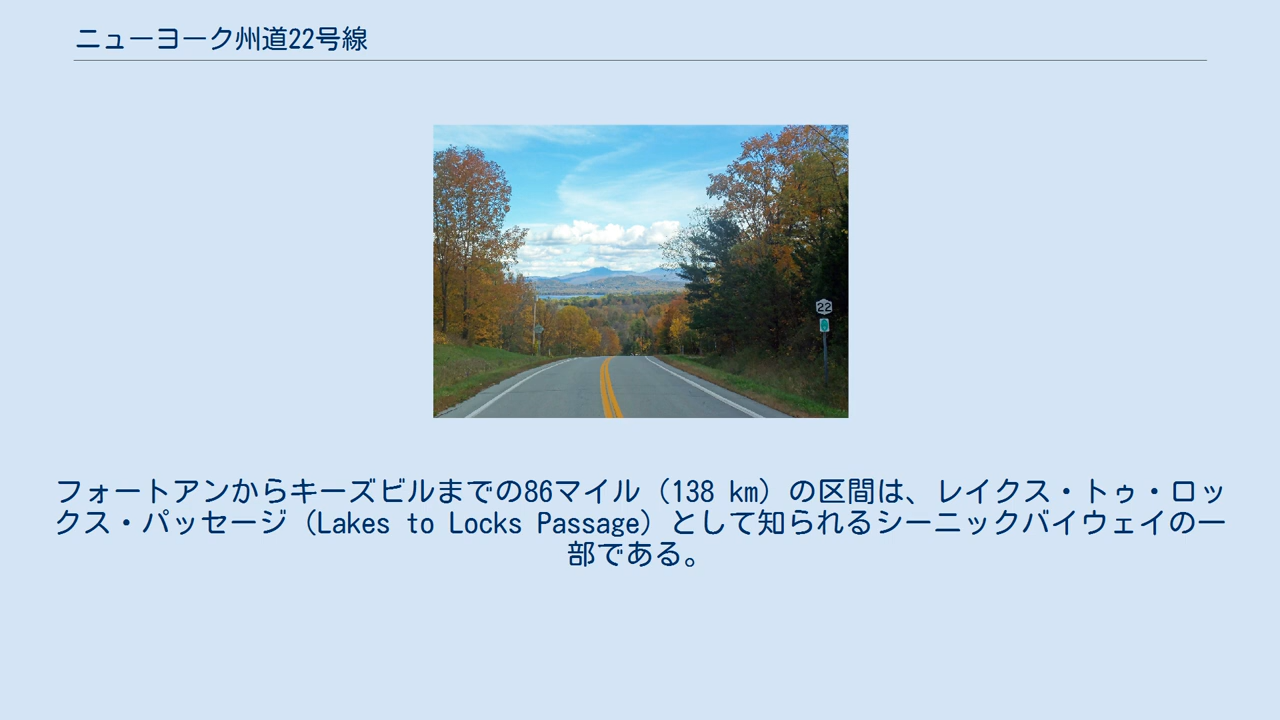 ニューヨーク州道22号線
22
フォートアンからキーズビルまでの86マイル（138 km）の区間は、レイクス・トゥ・ロッ
クス・パッセージ（Lakes to Locks Passage）として知られるシーニックバイウェイの一
部である。